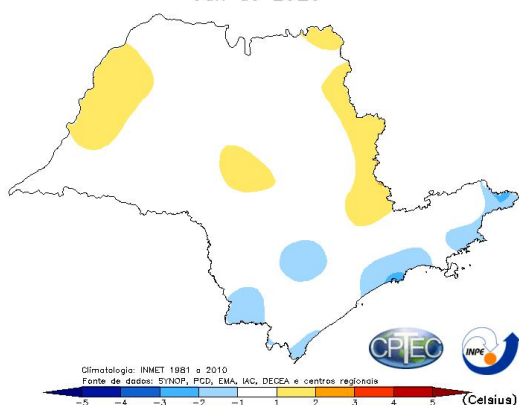 CPTEC
INPE
Climatologia: INMET 1981 a 2010
Fonte de dados: SYNOP, PCD, EMA, IAC, DECEA e centros regionais
-5 -4 -3 -2 -1 1 2 3 4 5 (Celsius)